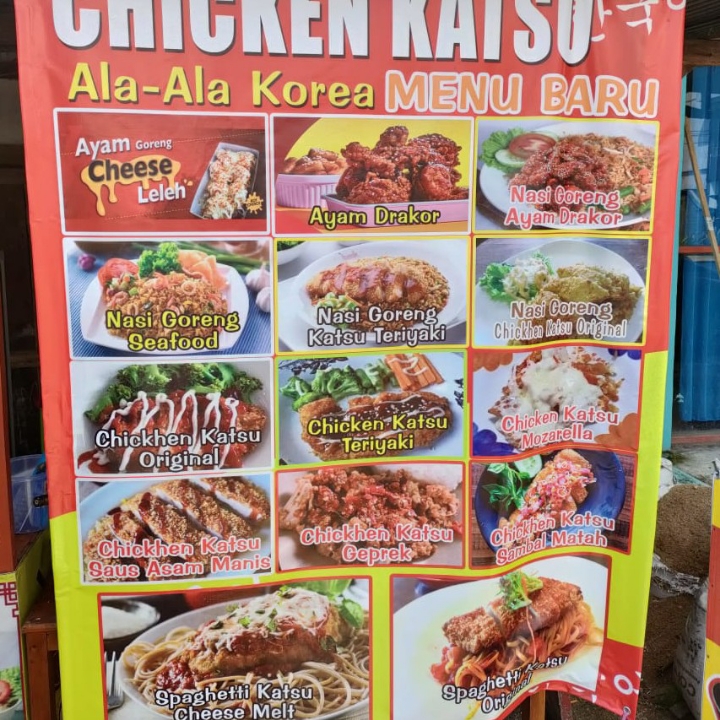 CHICKEN KATSU
한국
Ala-Ala Korea MENU BARU
Ayam Goreng
Cheese
Leleh
Ayam Drakor
Nasi Goreng
Ayam Drakor
Nasi Goreng
Seafood
Nasi Goreng
Katsu Teriyaki
Nasi Goreng
Chickhen Katsu Original
Chickhen Katsu
Original
Chicken Katsu
Teriyaki
Chicken Katsu
Mozarella
Chickhen Katsu
Saus Asam Manis
Chickhen Katsu
Geprek
Chickhen Katsu
Sambal Matah
Spaghetti Katsu
Cheese Melt
Spaghetti Katsu
Original